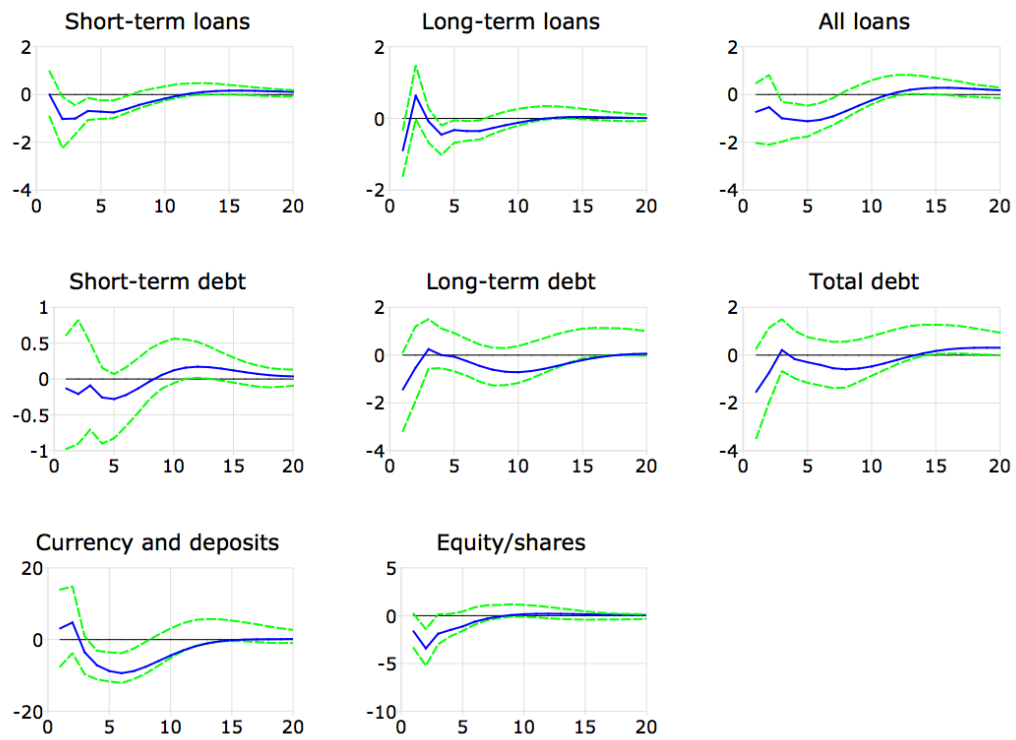 Short-term loans Long-term loans All loans
2 2 2
0 0 0
-2 -2
-4 -2 -4
0 5 10 15 20 0 5 10 15 20 0 5 10 15 20
Short-term debt Long-term debt Total debt
1 2 2
0.5 0 0
0
-0.5 -2 -2
-1 -4 -4
0 5 10 15 20 0 5 10 15 20 0 5 10 15 20
Currency and deposits Equity/shares
20 5
0 0
-5
-20 -10
0 5 10 15 20 0 5 10 15 20